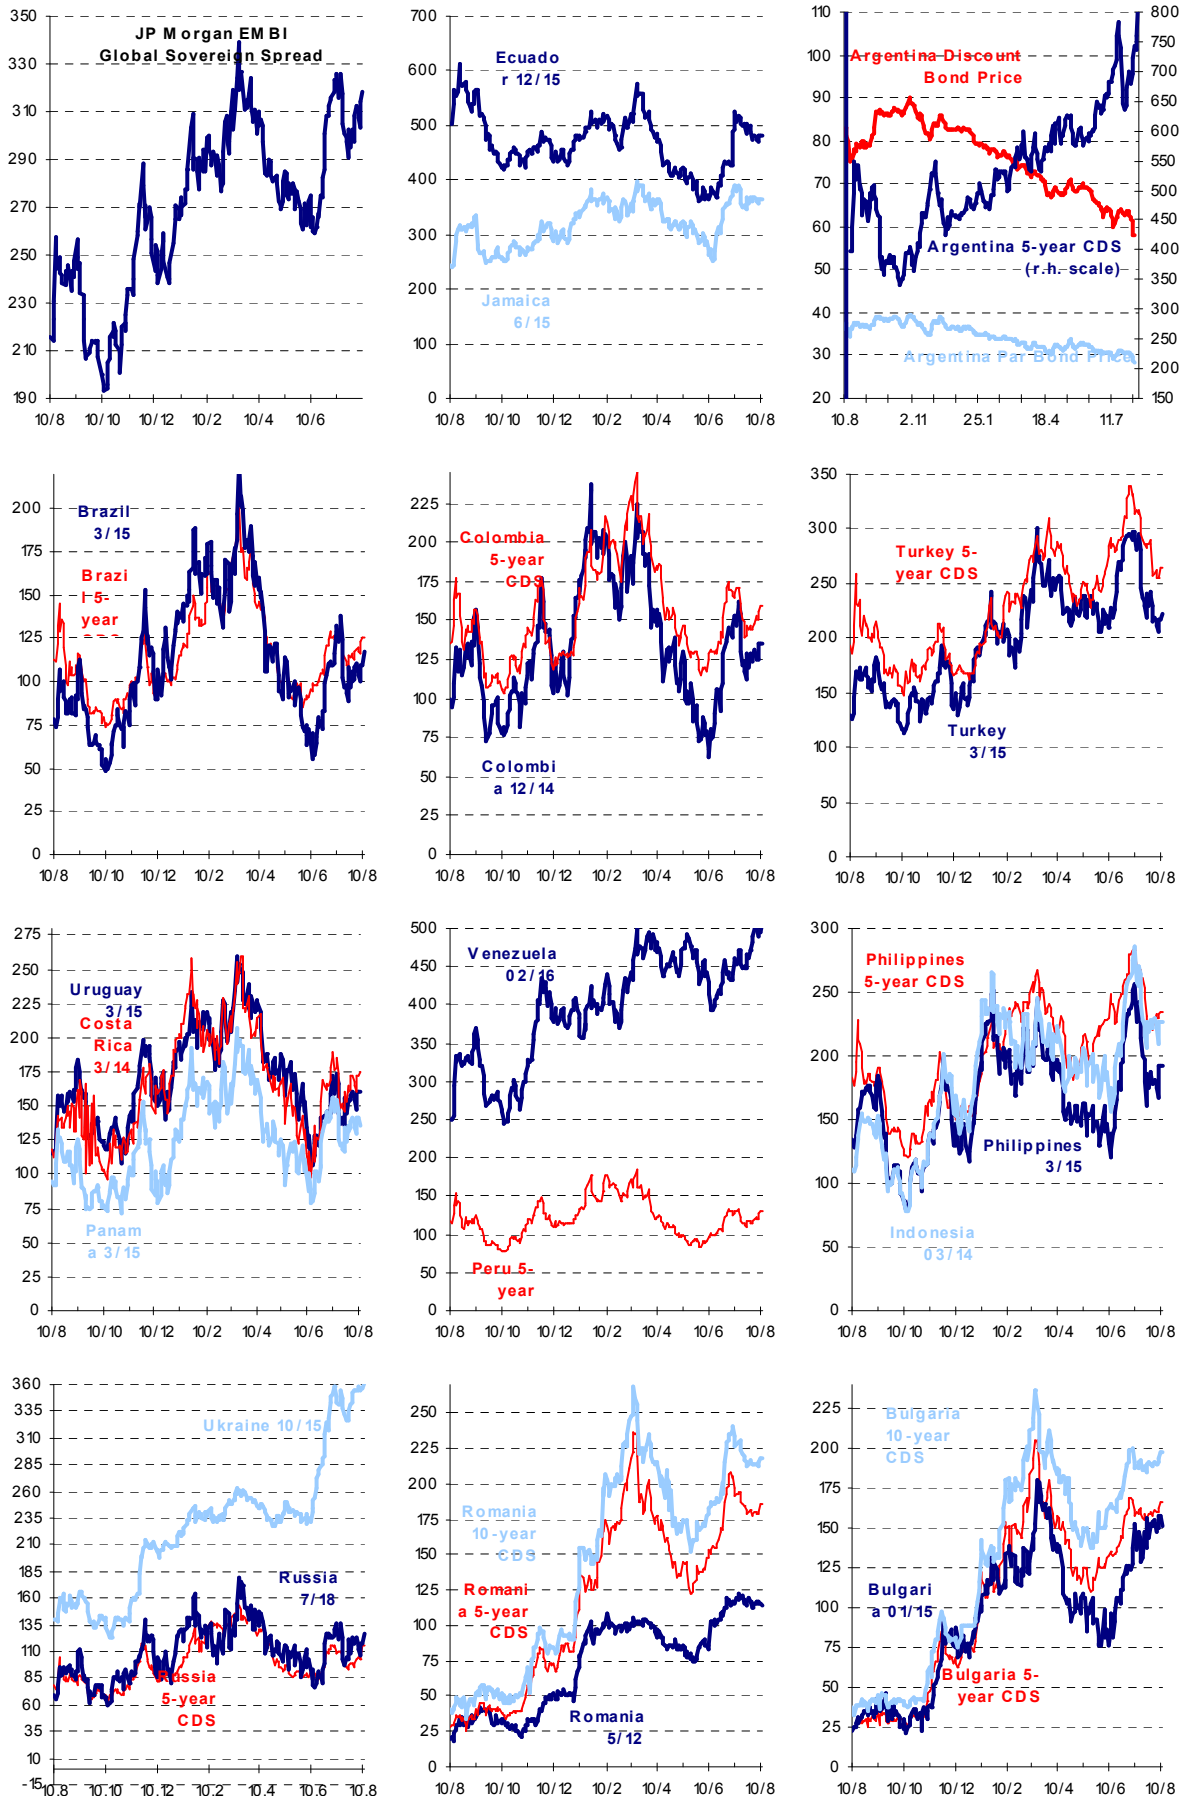 JP Morgan EMBI
Global Sovereign Spread
350
330
310
290
270
250
230
210
190
10/8 10/10 10/12 10/2 10/4 10/6
Ecuado
r 12/15
Jamaica
6/15
700
600
500
400
300
200
100
0
10/8 10/10 10/12 10/2 10/4 10/6 10/8
Argentina Discount
Bond Price
Argentina 5-year CDS
(r.h. scale)
Argentina Par Bond Price
110
100
90
80
70
60
50
40
30
20
800
750
700
650
600
550
500
450
400
350
300
250
200
150
10.8 2.11 25.1 18.4 11.7
Brazil
3/15
Brazi
l 5-
year
200
175
150
125
100
75
50
25
0
10/8 10/10 10/12 10/2 10/4 10/6 10/8
Colombia
5-year
CDS
Colombi
a 12/14
225
200
175
150
125
100
75
50
25
0
10/8 10/10 10/12 10/2 10/4 10/6 10/8
Turkey 5-
year CDS
Turkey
3/15
350
300
250
200
150
100
50
0
10/8 10/10 10/12 10/2 10/4 10/6 10/8
Uruguay
3/15
Costa
Rica
3/14
Panam
a 3/15
275
250
225
200
175
150
125
100
75
50
25
0
10/8 10/10 10/12 10/2 10/4 10/6 10/8
Venezuela
02/16
Peru 5-
year
500
450
400
350
300
250
200
150
100
50
0
10/8 10/10 10/12 10/2 10/4 10/6 10/8
Philippines
5-year CDS
Philippines
3/15
Indonesia
03/14
300
250
200
150
100
50
0
10/8 10/10 10/12 10/2 10/4 10/6 10/8
Ukraine 10/15
Russia
7/18
Russia
5-year
CDS
360
335
310
285
260
235
210
185
160
135
110
85
60
35
10
-15
10.8 10.10 10.12 10.2 10.4 10.6 10.8
Romania
10-year
CDS
Romani
a 5-year
CDS
Romania
5/12
250
225
200
175
150
125
100
75
50
25
0
10/8 10/10 10/12 10/2 10/4 10/6 10/8
Bulgaria
10-year
CDS
Bulgari
a 01/15
Bulgaria 5-
year CDS
225
200
175
150
125
100
75
50
25
0
10/8 10/10 10/12 10/2 10/4 10/6 10/8